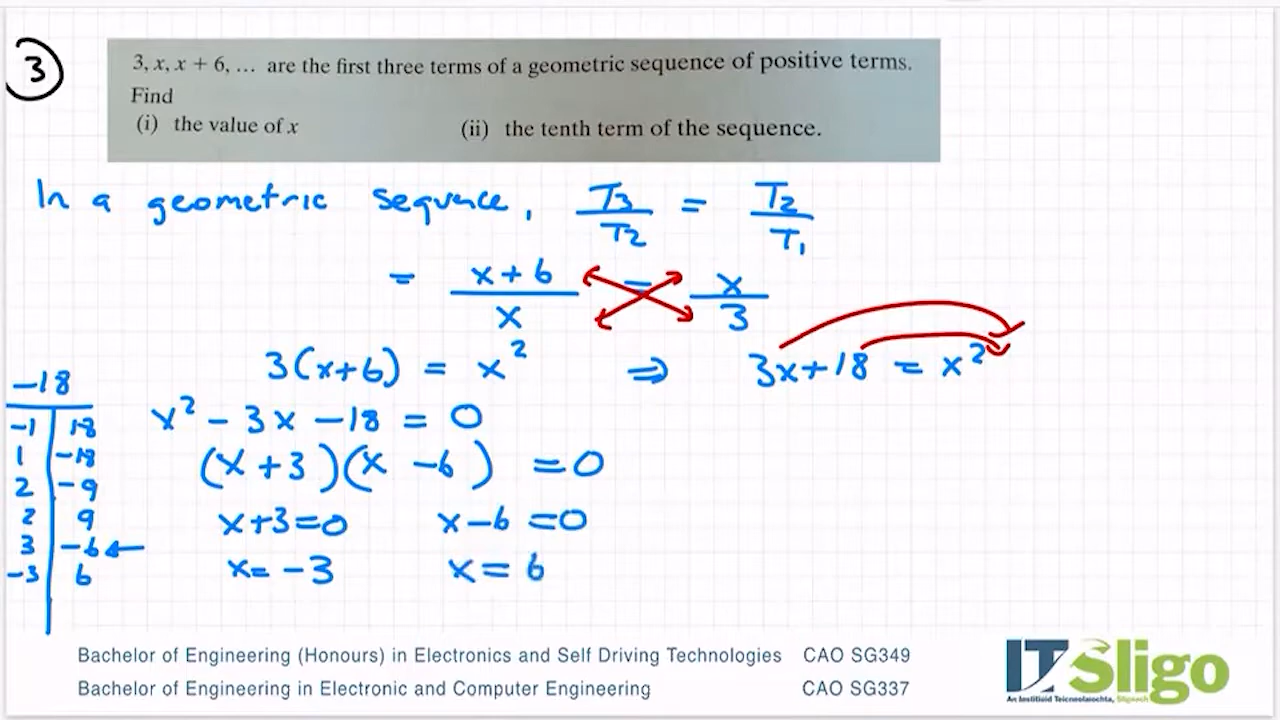 3
3, x, x + 6, … are the first three terms of a geometric sequence of positive terms.
Find
(i) the value of x (ii) the tenth term of the sequence.
In a geometric sequence, T3/T2 = T2/T1
= x+6/x = x/3
3(x+6) = x² ⇒ 3x+18 = x²
x² - 3x - 18 = 0
(x + 3)(x - 6) = 0
x+3=0 x-6=0
x= -3 x= 6
-18
-1 18
1 -18
2 -9
2 9
3 -6 ←
-3 6
Bachelor of Engineering (Honours) in Electronics and Self Driving Technologies CAO SG349
Bachelor of Engineering in Electronic and Computer Engineering CAO SG337
IT Sligo
An Institiúid Teicneolaíochta, Sligeach